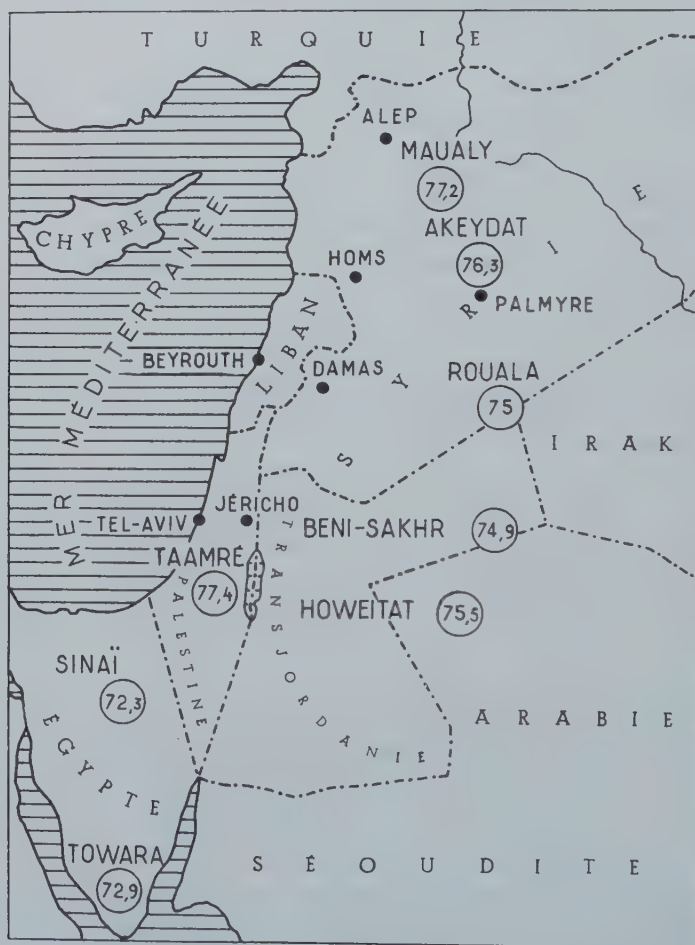 TURQUIE
ALEP
MAUALY
77,2
CHYPRE
AKEYDAT
76,3
SYRIE
HOMS
PALMYRE
MER MÉDITERRANÉE
LIBAN
BEYROUTH
DAMAS
ROUALA
75
IRAK
JÉRICHO
TEL-AVIV
BENI-SAKHR
74,9
TAAMRÉ
77,4
PALESTINE
TRANSJORDANIE
HOWEITAT
75,5
SINAÏ
72,3
ÉGYPTE
ARABIE
SÉOUDITE
TOWARA
72,9